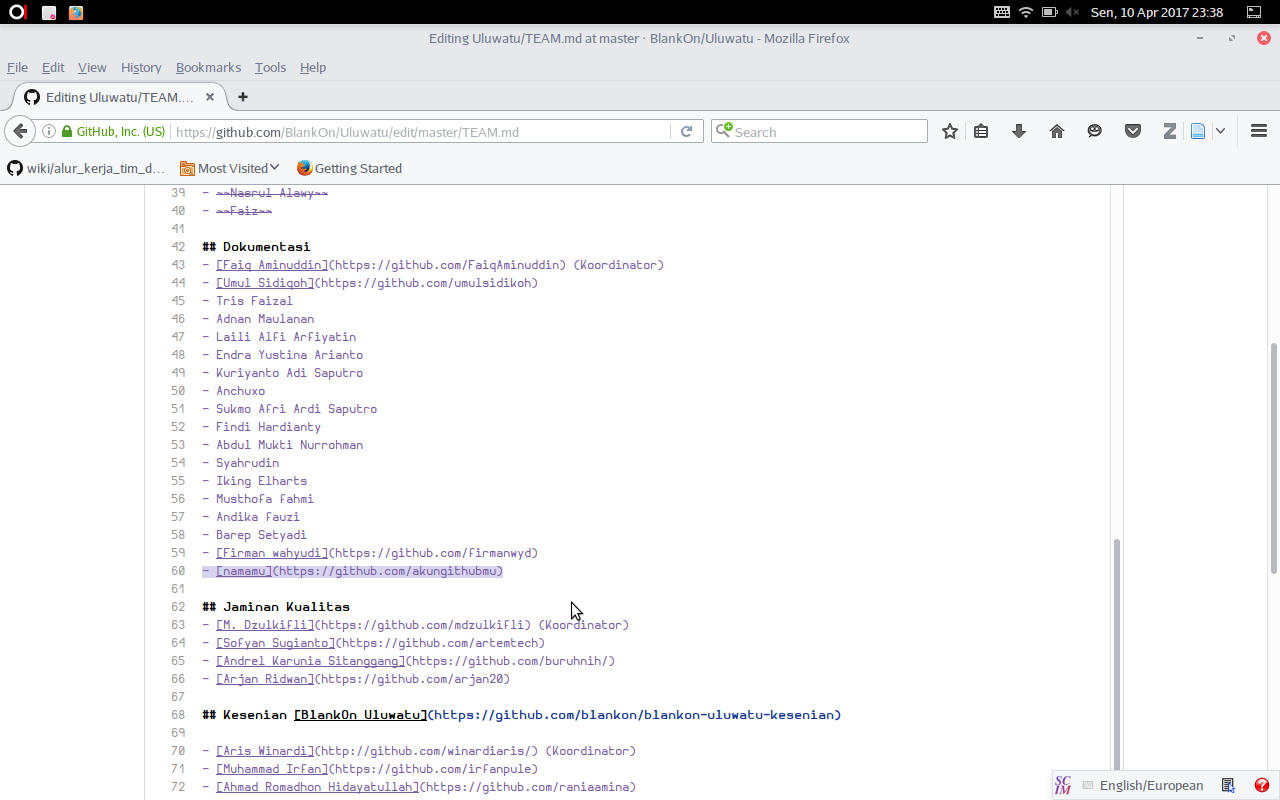 Sen, 10 Apr 2017 23:38
Editing Uluwatu/TEAM.md at master · BlankOn/Uluwatu - Mozilla Firefox
File Edit View History Bookmarks Tools Help
Editing Uluwatu/TEAM....
GitHub, Inc. (US) https://github.com/BlankOn/Uluwatu/edit/master/TEAM.md Search
wiki/alur_kerja_tim_d... Most Visited Getting Started
39 - ~~Nasrul Alawy~~
40 - ~~Faiz~~
41
42 ## Dokumentasi
43 - [Faiq Aminuddin](https://github.com/FaiqAminuddin) (Koordinator)
44 - [Umul Sidiqoh](https://github.com/umulsidikoh)
45 - Tris Faizal
46 - Adnan Maulanan
47 - Laili Alfi Arfiyatin
48 - Endra Yustina Arianto
49 - Kuriyanto Adi Saputro
50 - Anchuxo
51 - Sukmo Afri Ardi Saputro
52 - Findi Hardianty
53 - Abdul Mukti Nurrohman
54 - Syahrudin
55 - Iking Elharts
56 - Musthofa fahmi
57 - Andika fauzi
58 - Barep Setyadi
59 - [Firman wahyudi](https://github.com/firmanwyd)
60 - [namamu](https://github.com/akungithubmu)
61
62 ## Jaminan Kualitas
63 - [M. Dzulkifli](https://github.com/mdzulkifli) (Koordinator)
64 - [Sofyan Sugianto](https://github.com/artemtech)
65 - [Andrel Karunia Sitanggang](https://github.com/buruhnih/)
66 - [Arjan Ridwan](https://github.com/arjan20)
67
68 ## Kesenian [BlankOn Uluwatu](https://github.com/blankon/blankon-uluwatu-kesenian)
69
70 - [Aris Winardi](http://github.com/winardiaris/) (Koordinator)
71 - [Muhammad Irfan](https://github.com/irfanpule)
72 - [Ahmad Romadhon Hidayatullah](https://github.com/raniaamina)
SCIM English/European